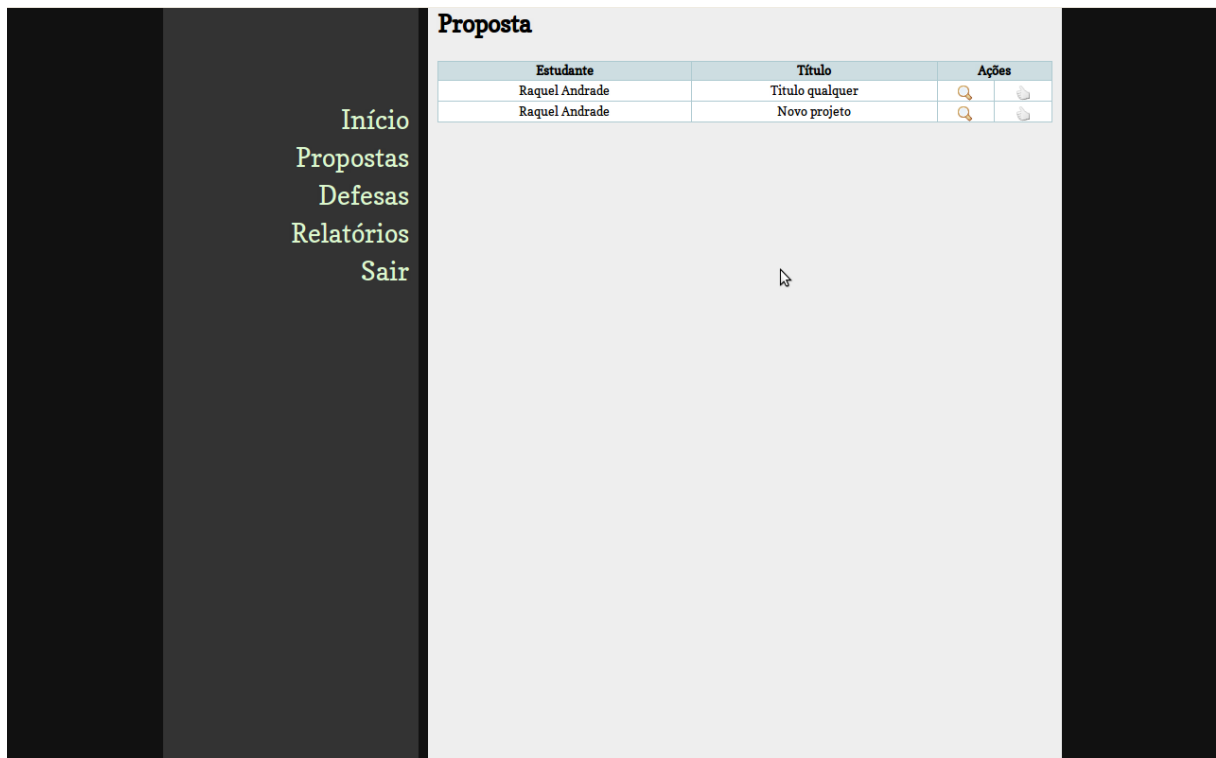 Início
Propostas
Defesas
Relatórios
Sair
Proposta
Estudante Título Ações
Raquel Andrade Titulo qualquer
Raquel Andrade Novo projeto